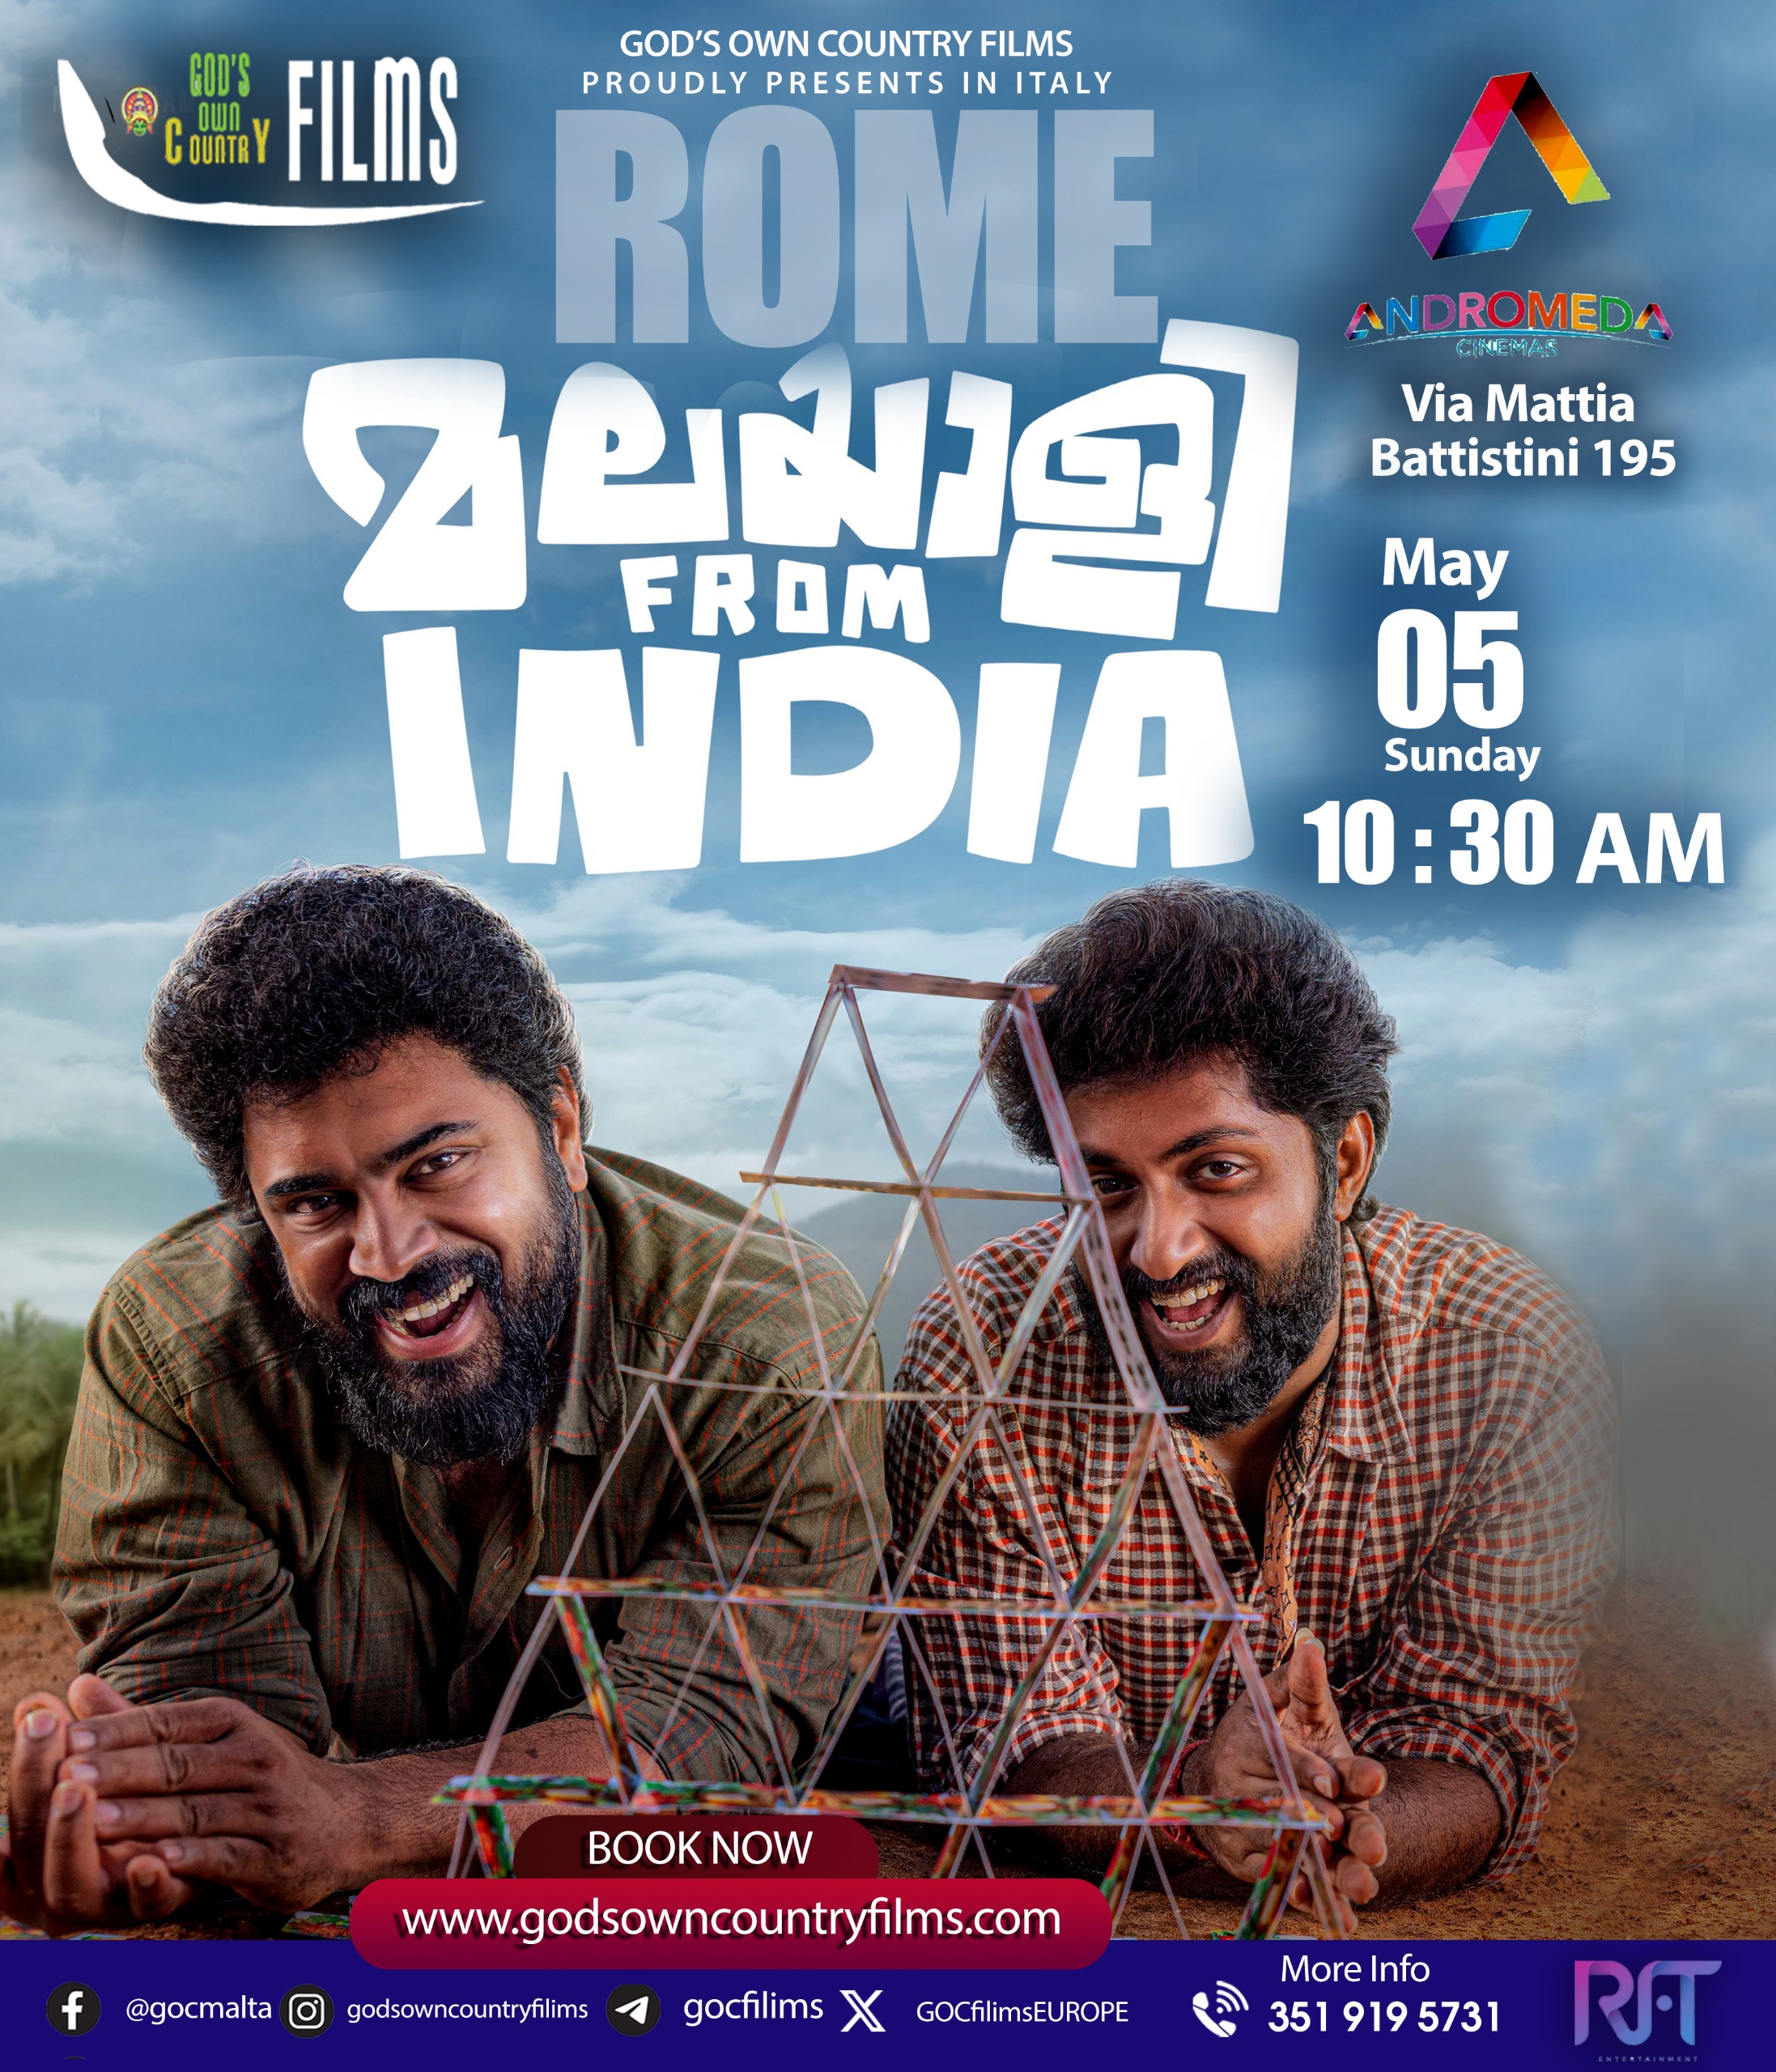 GOD'S
OWN
COUNTRY
FILMS
GOD'S OWN COUNTRY FILMS
PROUDLY PRESENTS IN ITALY
ROME
മലയാളി
FROM
INDIA
ANDROMEDA
CINEMAS
Via Mattia
Battistini 195
May
05
Sunday
10 : 30 AM
BOOK NOW
www.godsowncountryfilms.com
@gocmalta
godsowncountryfilims
gocfilims
GOCfilimsEUROPE
More Info
351 919 5731
RFT
ENTERTAINMENT